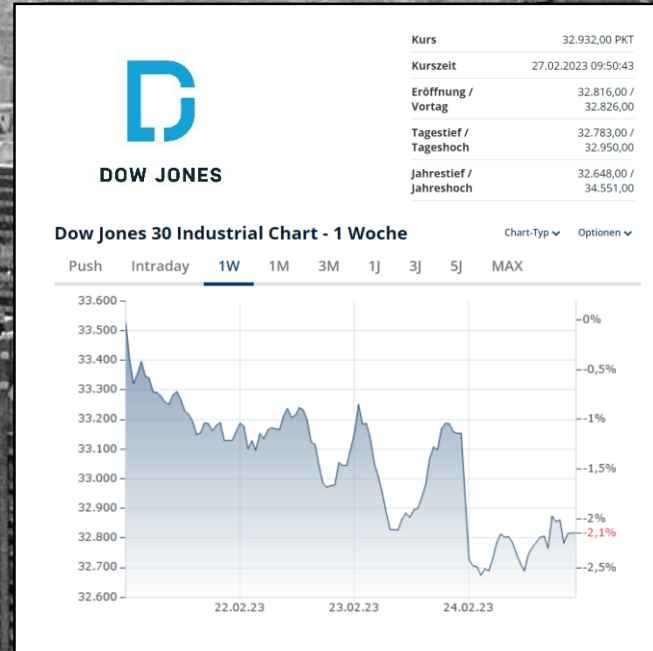 DOW JONES
Kurs 32.932,00 PKT
Kurszeit 27.02.2023 09:50:43
Eröffnung / 32.816,00 /
Vortag 32.826,00
Tagestief / 32.783,00 /
Tageshoch 32.950,00
Jahrestief / 32.648,00 /
Jahreshoch 34.551,00
Dow Jones 30 Industrial Chart - 1 Woche Chart-Typ Optionen
Push Intraday 1W 1M 3M 1J 3J 5J MAX
33.600
33.500
33.400
33.300
33.200
33.100
33.000
32.900
32.800
32.700
32.600
0%
-0,5%
-1%
-1,5%
-2%
-2,1%
-2,5%
22.02.23 23.02.23 24.02.23